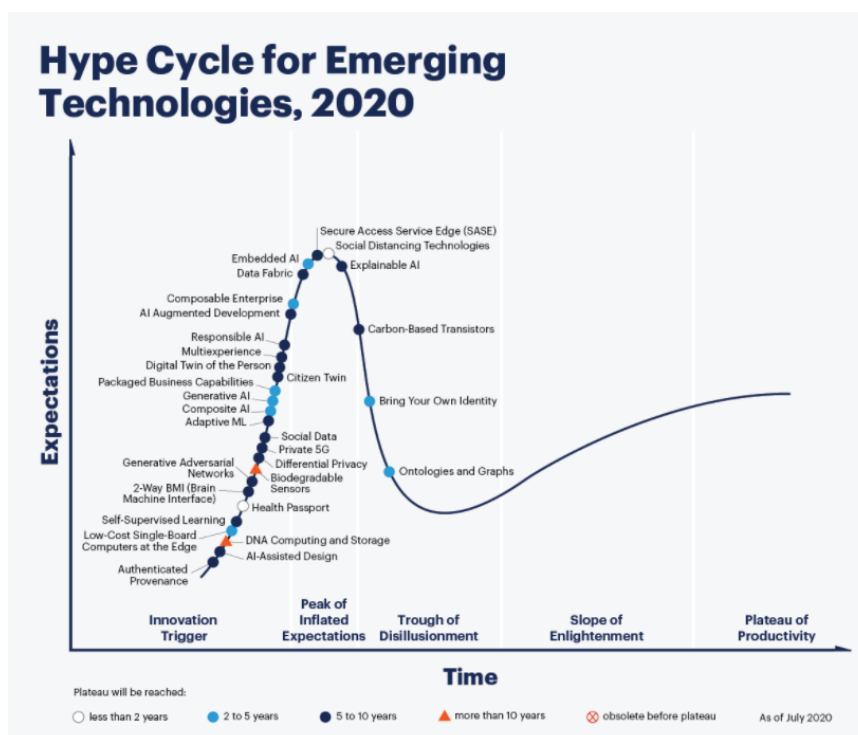 Hype Cycle for Emerging
Technologies, 2020
Expectations
Secure Access Service Edge (SASE)
Social Distancing Technologies
Embedded AI
Explainable AI
Data Fabric
Composable Enterprise
AI Augmented Development
Carbon-Based Transistors
Responsible AI
Multiexperience
Digital Twin of the Person
Citizen Twin
Packaged Business Capabilities
Generative AI
Bring Your Own Identity
Composite AI
Adaptive ML
Social Data
Private 5G
Differential Privacy
Generative Adversarial
Networks
Biodegradable
Sensors
Ontologies and Graphs
2-Way BMI (Brain
Machine Interface)
Health Passport
Self-Supervised Learning
Low-Cost Single-Board
Computers at the Edge
DNA Computing and Storage
AI-Assisted Design
Authenticated
Provenance
Innovation
Trigger
Peak of
Inflated
Expectations
Trough of
Disillusionment
Slope of
Enlightenment
Plateau of
Productivity
Time
Plateau will be reached:
less than 2 years
2 to 5 years
5 to 10 years
more than 10 years
obsolete before plateau
As of July 2020